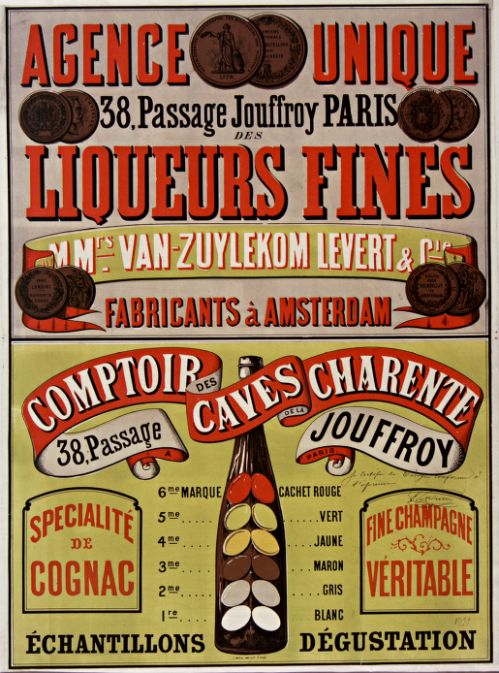 AGENCE UNIQUE
38, Passage Jouffroy PARIS
DES
LIQUEURS FINES
MMrs VAN-ZUYLEKOM LEVERT & Cie
FABRICANTS à AMSTERDAM
COMPTOIR DES CAVES DE LA CHARENTE
38, Passage JOUFFROY
À PARIS
6me MARQUE CACHET ROUGE
5me VERT
4me JAUNE
3me MARON
2me GRIS
1re BLANC
SPECIALITÉ
DE
COGNAC
FINE CHAMPAGNE
VÉRITABLE
ÉCHANTILLONS DÉGUSTATION